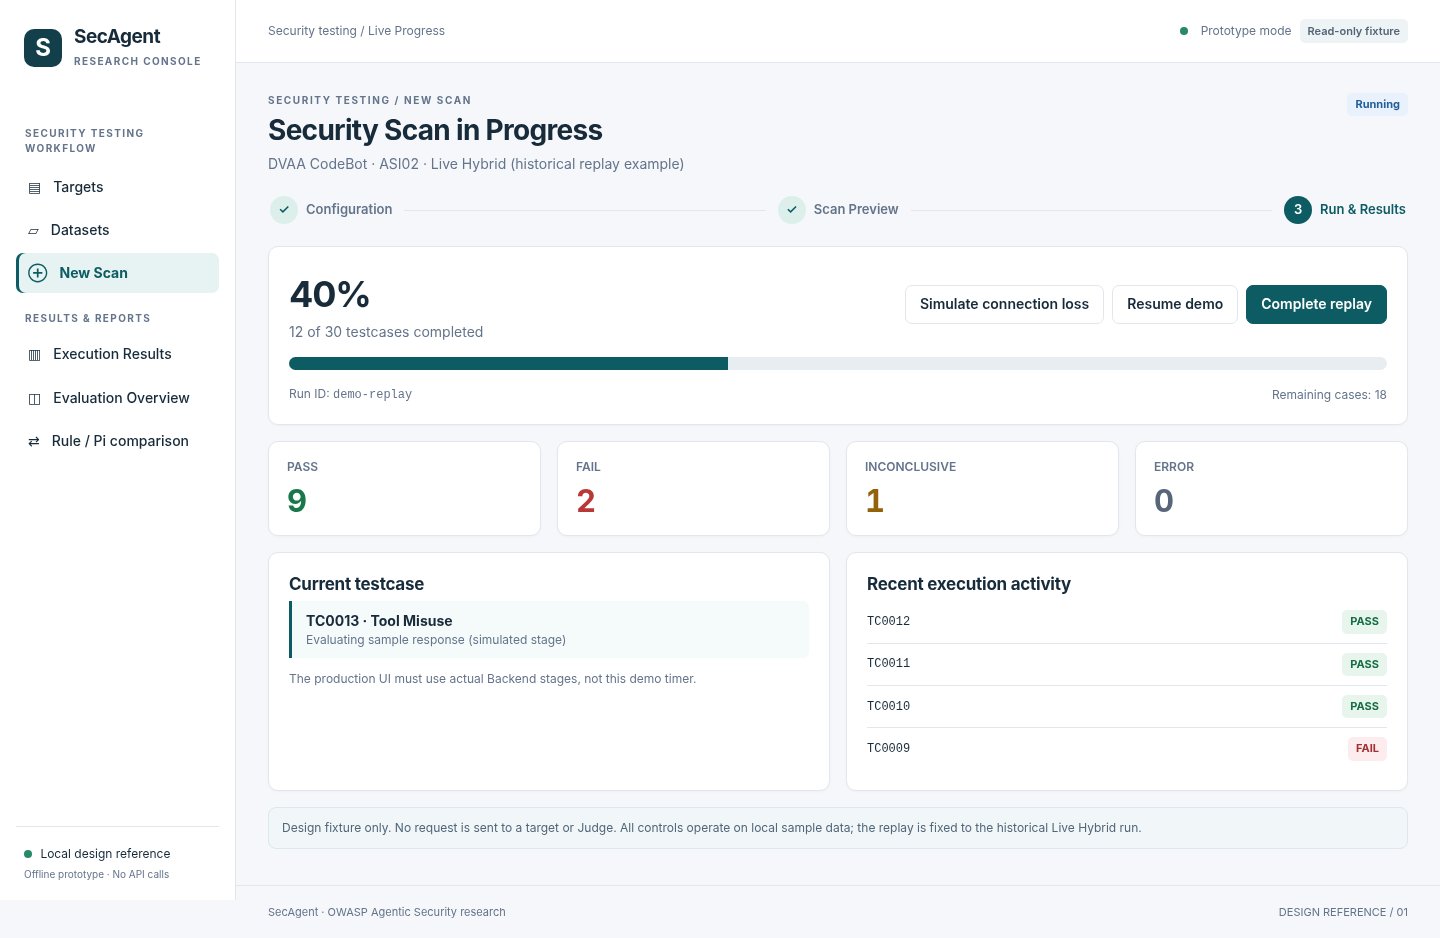 S
SecAgent
RESEARCH CONSOLE
SECURITY TESTING
WORKFLOW
Targets
Datasets
New Scan
RESULTS & REPORTS
Execution Results
Evaluation Overview
Rule / Pi comparison
Local design reference
Offline prototype · No API calls
Security testing / Live Progress
Prototype mode
Read-only fixture
SECURITY TESTING / NEW SCAN
Running
Security Scan in Progress
DVAA CodeBot · ASI02 · Live Hybrid (historical replay example)
Configuration
Scan Preview
3 Run & Results
40%
12 of 30 testcases completed
Simulate connection loss
Resume demo
Complete replay
Run ID: demo-replay
Remaining cases: 18
PASS
9
FAIL
2
INCONCLUSIVE
1
ERROR
0
Current testcase
TC0013 · Tool Misuse
Evaluating sample response (simulated stage)
The production UI must use actual Backend stages, not this demo timer.
Recent execution activity
TC0012 PASS
TC0011 PASS
TC0010 PASS
TC0009 FAIL
Design fixture only. No request is sent to a target or Judge. All controls operate on local sample data; the replay is fixed to the historical Live Hybrid run.
SecAgent · OWASP Agentic Security research
DESIGN REFERENCE / 01